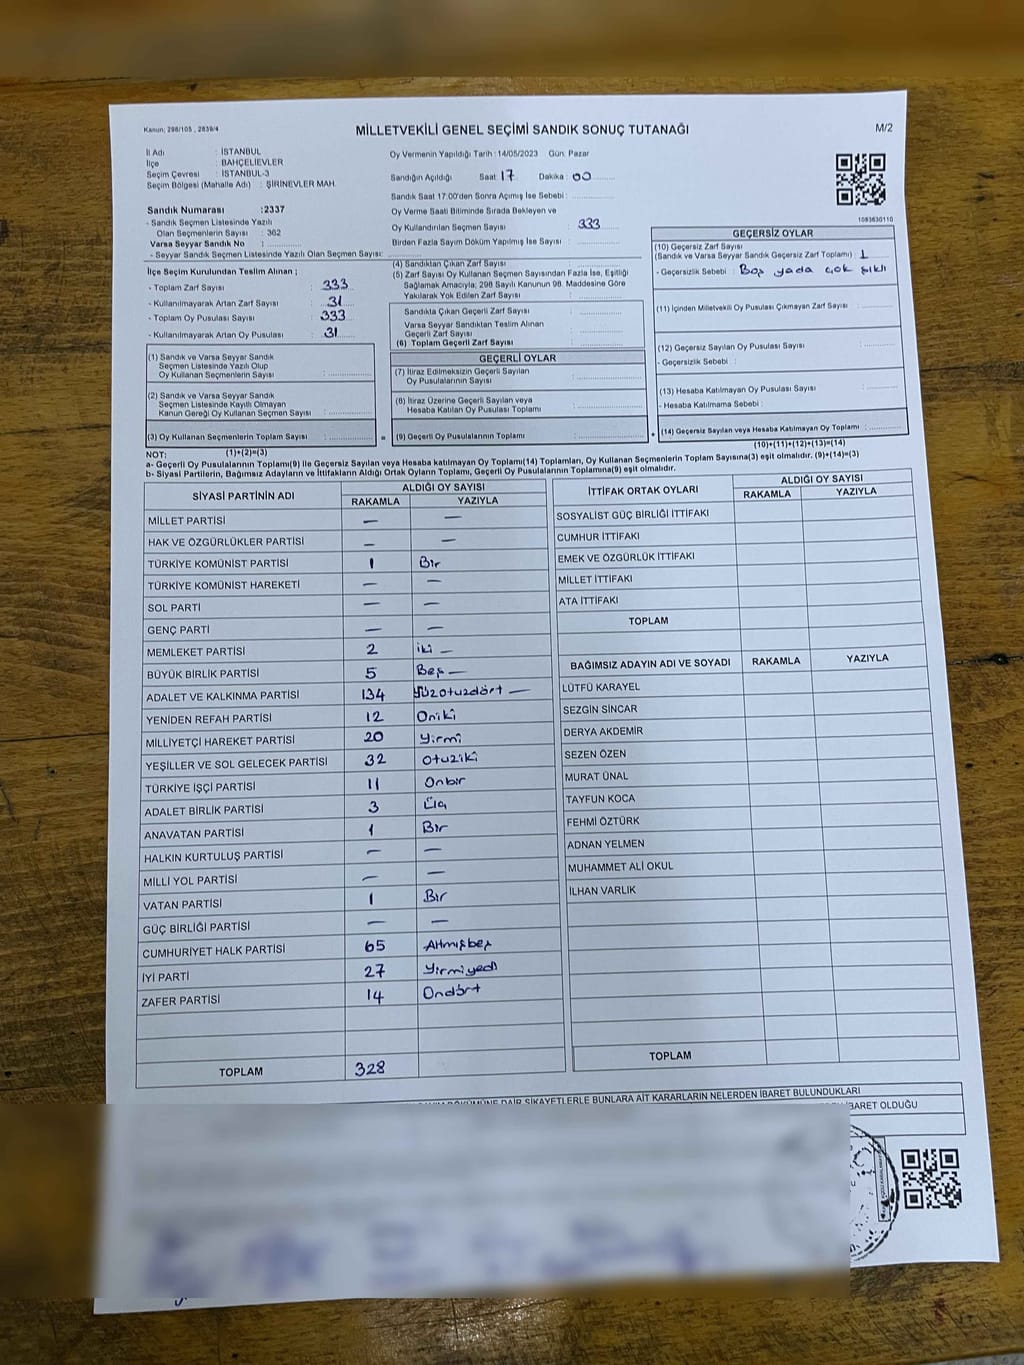 Kanun; 298/105 , 2839/4
MİLLETVEKİLİ GENEL SEÇİMİ SANDIK SONUÇ TUTANAĞI
M/2
İl Adı : İSTANBUL
İlçe : BAHÇELİEVLER
Seçim Çevresi : İSTANBUL-3
Seçim Bölgesi (Mahalle Adı) : ŞİRİNEVLER MAH.
Sandık Numarası :2337
- Sandık Seçmen Listesinde Yazılı
Olan Seçmenlerin Sayısı : 362
Varsa Seyyar Sandık No :
- Seyyar Sandık Seçmen Listesinde Yazılı Olan Seçmen Sayısı:
Oy Vermenin Yapıldığı Tarih :14/05/2023 Gün: Pazar
Sandığın Açıldığı Saat: 17 Dakika: 00
Sandık Saat 17.00'den Sonra Açımış İse Sebebi :
Oy Verme Saati Bitiminde Sırada Bekleyen ve
Oy Kullandırılan Seçmen Sayısı : 333
Birden Fazla Sayım Döküm Yapılmış İse Sayısı :
1083630110
İlçe Seçim Kurulundan Teslim Alınan ;
- Toplam Zarf Sayısı : 333
- Kullanılmayarak Artan Zarf Sayısı : 31
- Toplam Oy Pusulası Sayısı : 333
- Kullanılmayarak Artan Oy Pusulası : 31
(4) Sandıktan Çıkan Zarf Sayısı
(5) Zarf Sayısı Oy Kullanan Seçmen Sayısından Fazla İse, Eşitliği
Sağlamak Amacıyla; 298 Sayılı Kanunun 98. Maddesine Göre
Yakılarak Yok Edilen Zarf Sayısı :
Sandıkta Çıkan Geçerli Zarf Sayısı :
Varsa Seyyar Sandıktan Teslim Alınan
Geçerli Zarf Sayısı :
(6) Toplam Geçerli Zarf Sayısı
GEÇERSİZ OYLAR
(10) Geçersiz Zarf Sayısı
(Sandık ve Varsa Seyyar Sandık Geçersiz Zarf Toplamı) : 1
- Geçersizlik Sebebi : Boş yada çok şıklı
(11) İçinden Milletvekili Oy Pusulası Çıkmayan Zarf Sayısı :
(12) Geçersiz Sayılan Oy Pusulası Sayısı :
- Geçersizlik Sebebi :
(13) Hesaba Katılmayan Oy Pusulası Sayısı :
- Hesaba Katılmama Sebebi :
(14) Geçersiz Sayılan veya Hesaba Katılmayan Oy Toplamı :
(10)+(11)+(12)+(13)=(14)
(1) Sandık ve Varsa Seyyar Sandık
Seçmen Listesinde Yazılı Olup
Oy Kullanan Seçmenlerin Sayısı :
(2) Sandık ve Varsa Seyyar Sandık
Seçmen Listesinde Kayıtlı Olmayan
Kanun Gereği Oy Kullanan Seçmen Sayısı :
(3) Oy Kullanan Seçmenlerin Toplam Sayısı :
(1)+(2)=(3)
=
GEÇERLİ OYLAR
(7) İtiraz Edilmeksizin Geçerli Sayılan
Oy Pusulalarının Sayısı :
(8) İtiraz Üzerine Geçerli Sayılan veya
Hesaba Katılan Oy Pusulası Toplamı :
(9) Geçerli Oy Pusulalarının Toplamı :
+
NOT:
a- Geçerli Oy Pusulalarının Toplamı(9) ile Geçersiz Sayılan veya Hesaba katılmayan Oy Toplamı(14) Toplamları, Oy Kullanan Seçmenlerin Toplam Sayısına(3) eşit olmalıdır. (9)+(14)=(3)
b- Siyasi Partilerin, Bağımsız Adayların ve İttifakların Aldığı Ortak Oyların Toplamı, Geçerli Oy Pusulalarının Toplamına(9) eşit olmalıdır.
SİYASİ PARTİNİN ADI
ALDIĞI OY SAYISI
RAKAMLA YAZIYLA
MİLLET PARTİSİ — —
HAK VE ÖZGÜRLÜKLER PARTİSİ — —
TÜRKİYE KOMÜNİST PARTİSİ 1 Bir
TÜRKİYE KOMÜNİST HAREKETİ — —
SOL PARTİ — —
GENÇ PARTİ — —
MEMLEKET PARTİSİ 2 iki —
BÜYÜK BİRLİK PARTİSİ 5 Beş —
ADALET VE KALKINMA PARTİSİ 134 Yüzotuzdört —
YENİDEN REFAH PARTİSİ 12 Oniki
MİLLİYETÇİ HAREKET PARTİSİ 20 Yirmi
YEŞİLLER VE SOL GELECEK PARTİSİ 32 otuziki
TÜRKİYE İŞÇİ PARTİSİ 11 Onbir
ADALET BİRLİK PARTİSİ 3 Üç
ANAVATAN PARTİSİ 1 Bir
HALKIN KURTULUŞ PARTİSİ — —
MİLLİ YOL PARTİSİ — —
VATAN PARTİSİ 1 Bir
GÜÇ BİRLİĞİ PARTİSİ — —
CUMHURİYET HALK PARTİSİ 65 Atmışbeş
İYİ PARTİ 27 Yirmiyedi
ZAFER PARTİSİ 14 Ondört
TOPLAM 328
İTTİFAK ORTAK OYLARI
ALDIĞI OY SAYISI
RAKAMLA YAZIYLA
SOSYALİST GÜÇ BİRLİĞİ İTTİFAKI
CUMHUR İTTİFAKI
EMEK VE ÖZGÜRLÜK İTTİFAKI
MİLLET İTTİFAKI
ATA İTTİFAKI
TOPLAM
BAĞIMSIZ ADAYIN ADI VE SOYADI RAKAMLA YAZIYLA
LÜTFÜ KARAYEL
SEZGİN SİNCAR
DERYA AKDEMİR
SEZEN ÖZEN
MURAT ÜNAL
TAYFUN KOCA
FEHMİ ÖZTÜRK
ADNAN YELMEN
MUHAMMET ALİ OKUL
İLHAN VARLIK
TOPLAM
DAİR ŞİKAYETLERLE BUNLARA AİT KARARLARIN NELERDEN İBARET BULUNDUKLARI
İBARET OLDUĞU